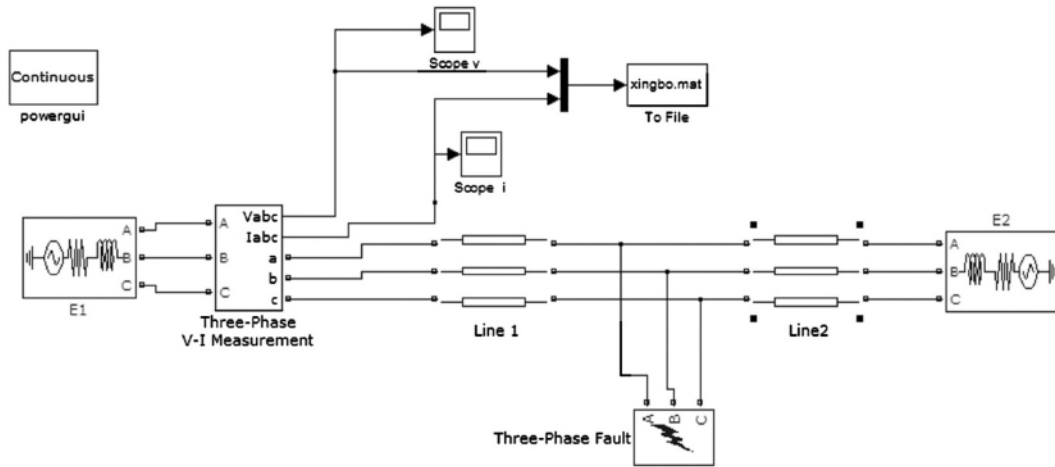 Continuous
powergui
Scope v
xingbo.mat
To File
Scope i
A
B
C
E1
A
B
C
Vabc
Iabc
a
b
c
Three-Phase
V-I Measurement
Line 1
Line2
E2
A
B
C
A
B
C
Three-Phase Fault